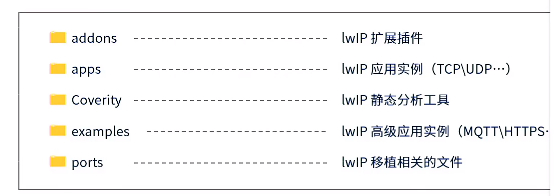 addons ---------------------------- lwIP 扩展插件
apps ---------------------------- lwIP 应用实例（TCP\UDP…）
Coverity ---------------------------- lwIP 静态分析工具
examples -------------------------- lwIP 高级应用实例（MQTT\HTTPS
ports ---------------------------- lwIP 移植相关的文件